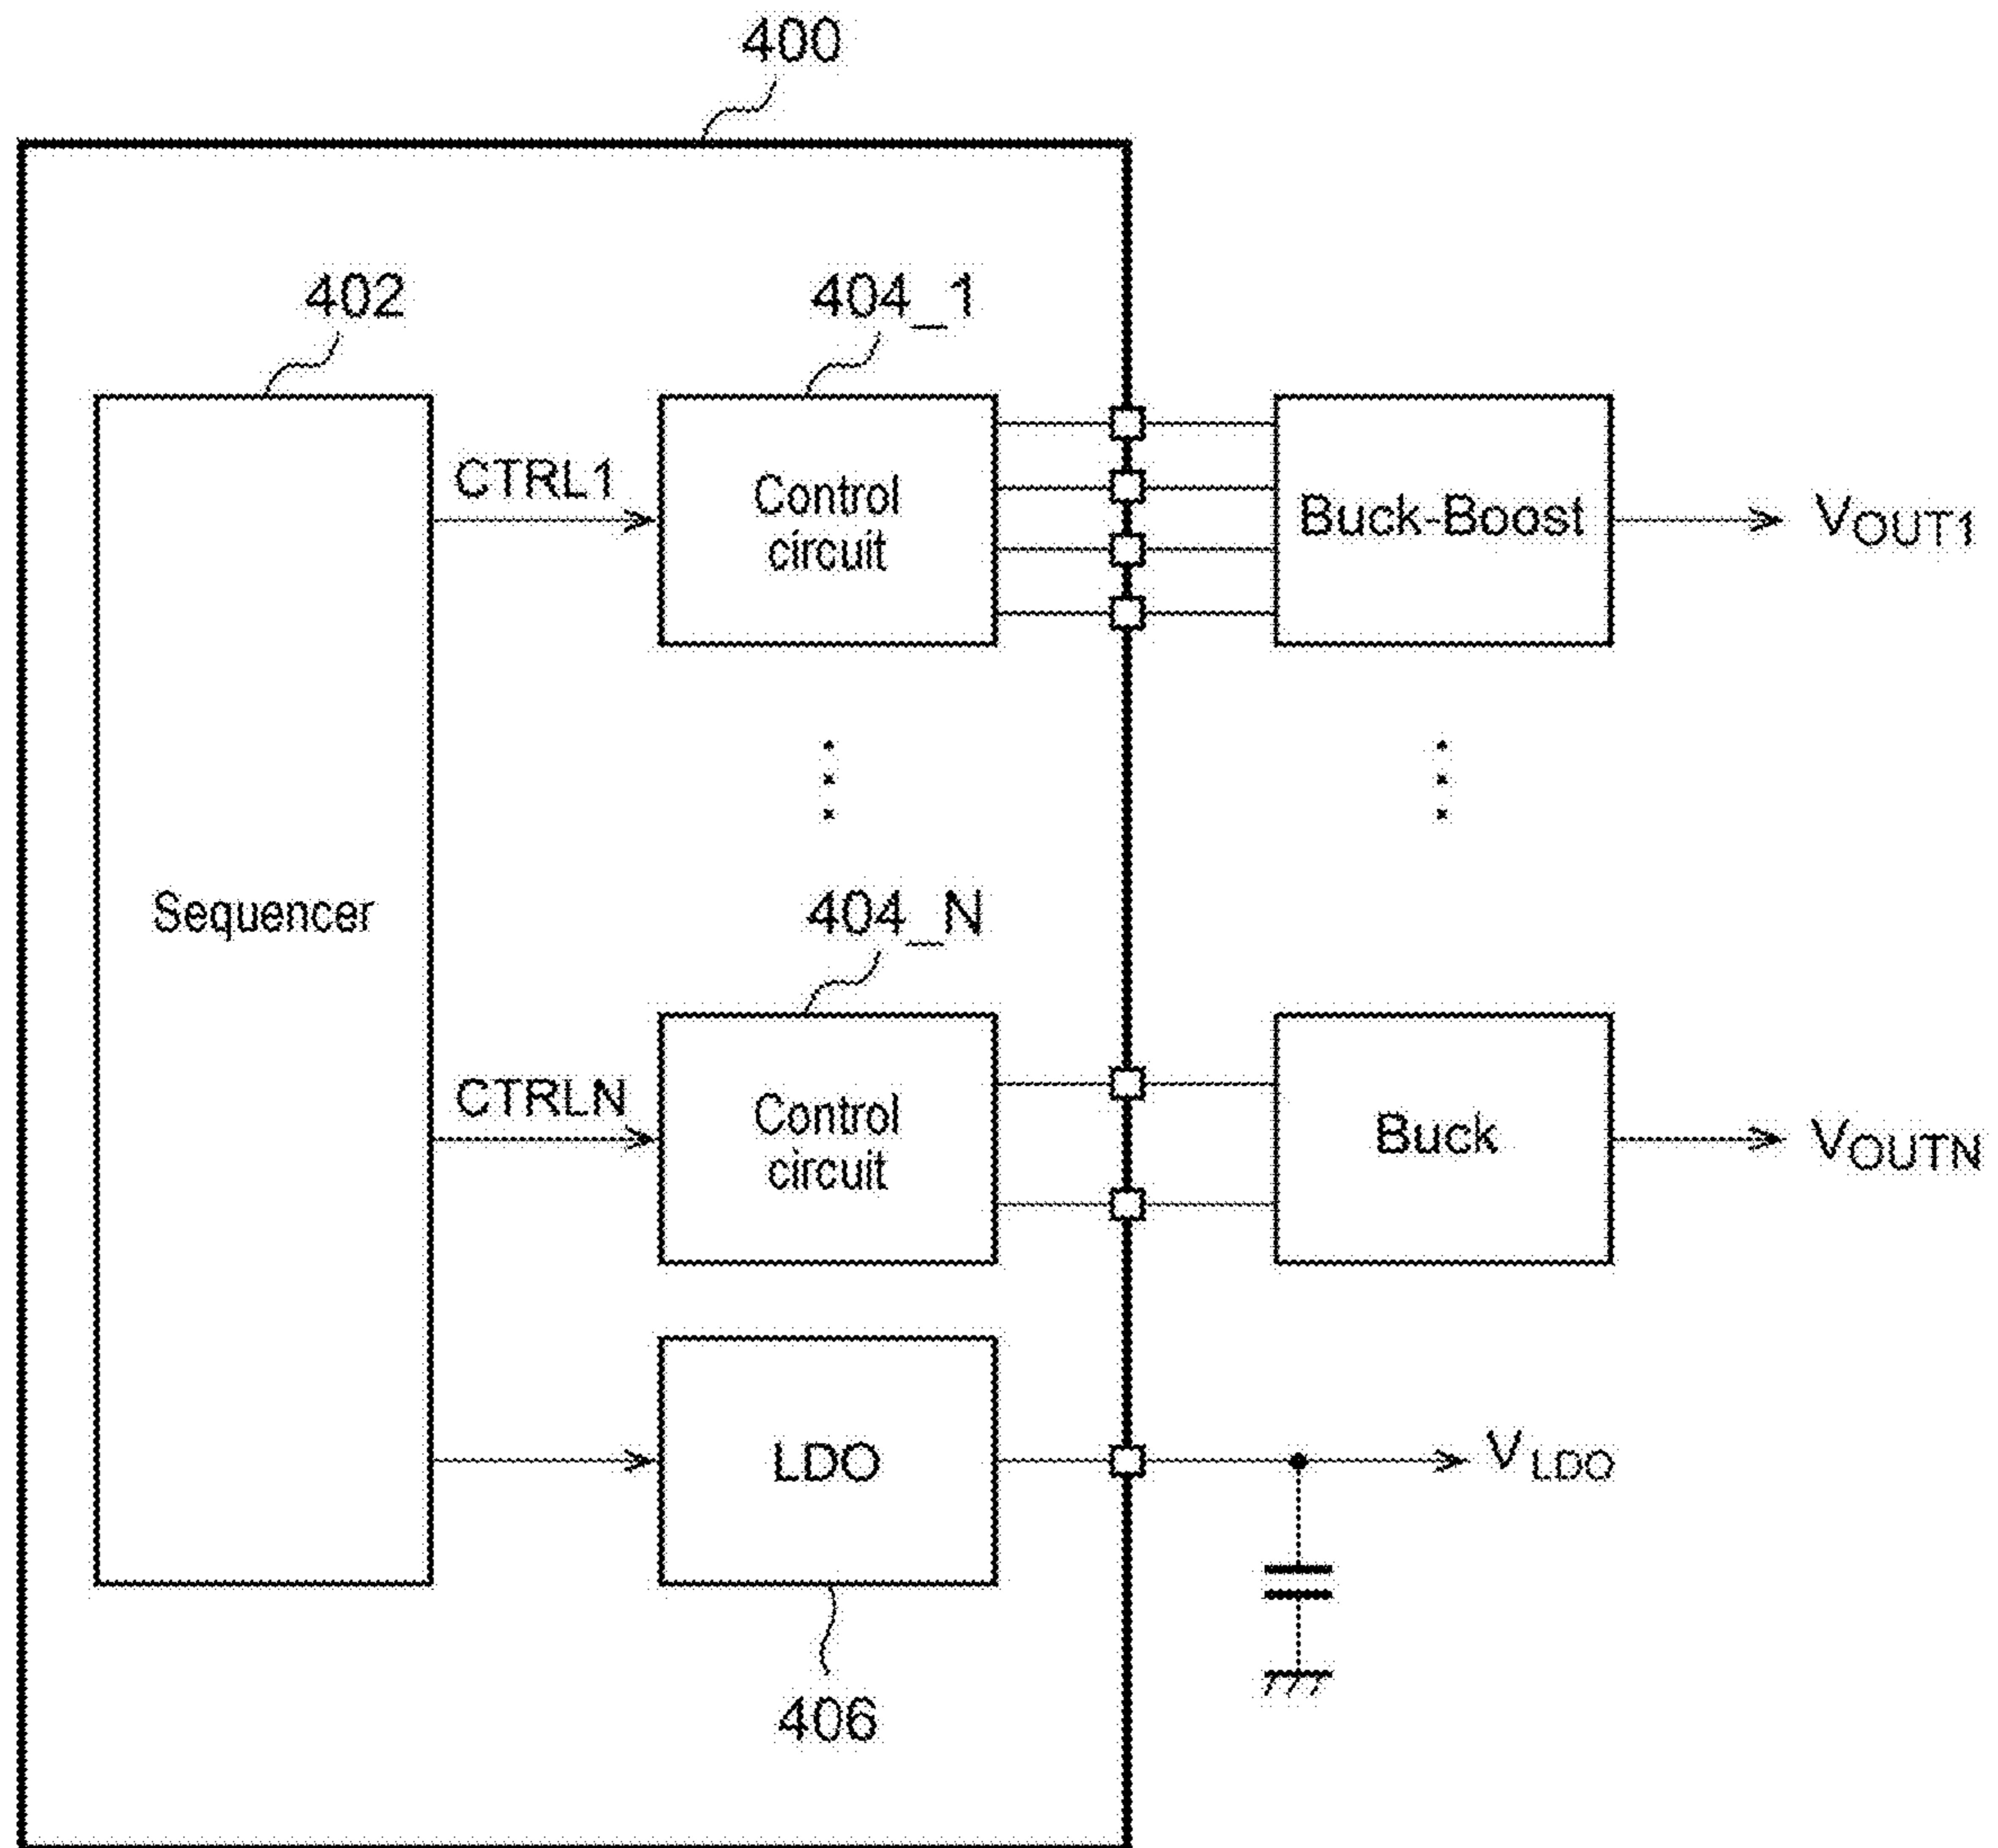 400
402
404_1
CTRL1
Control
circuit
Buck-Boost
VOUT1
Sequencer
404_N
CTRLN
Control
circuit
Buck
VOUTN
LDO
VLDO
406